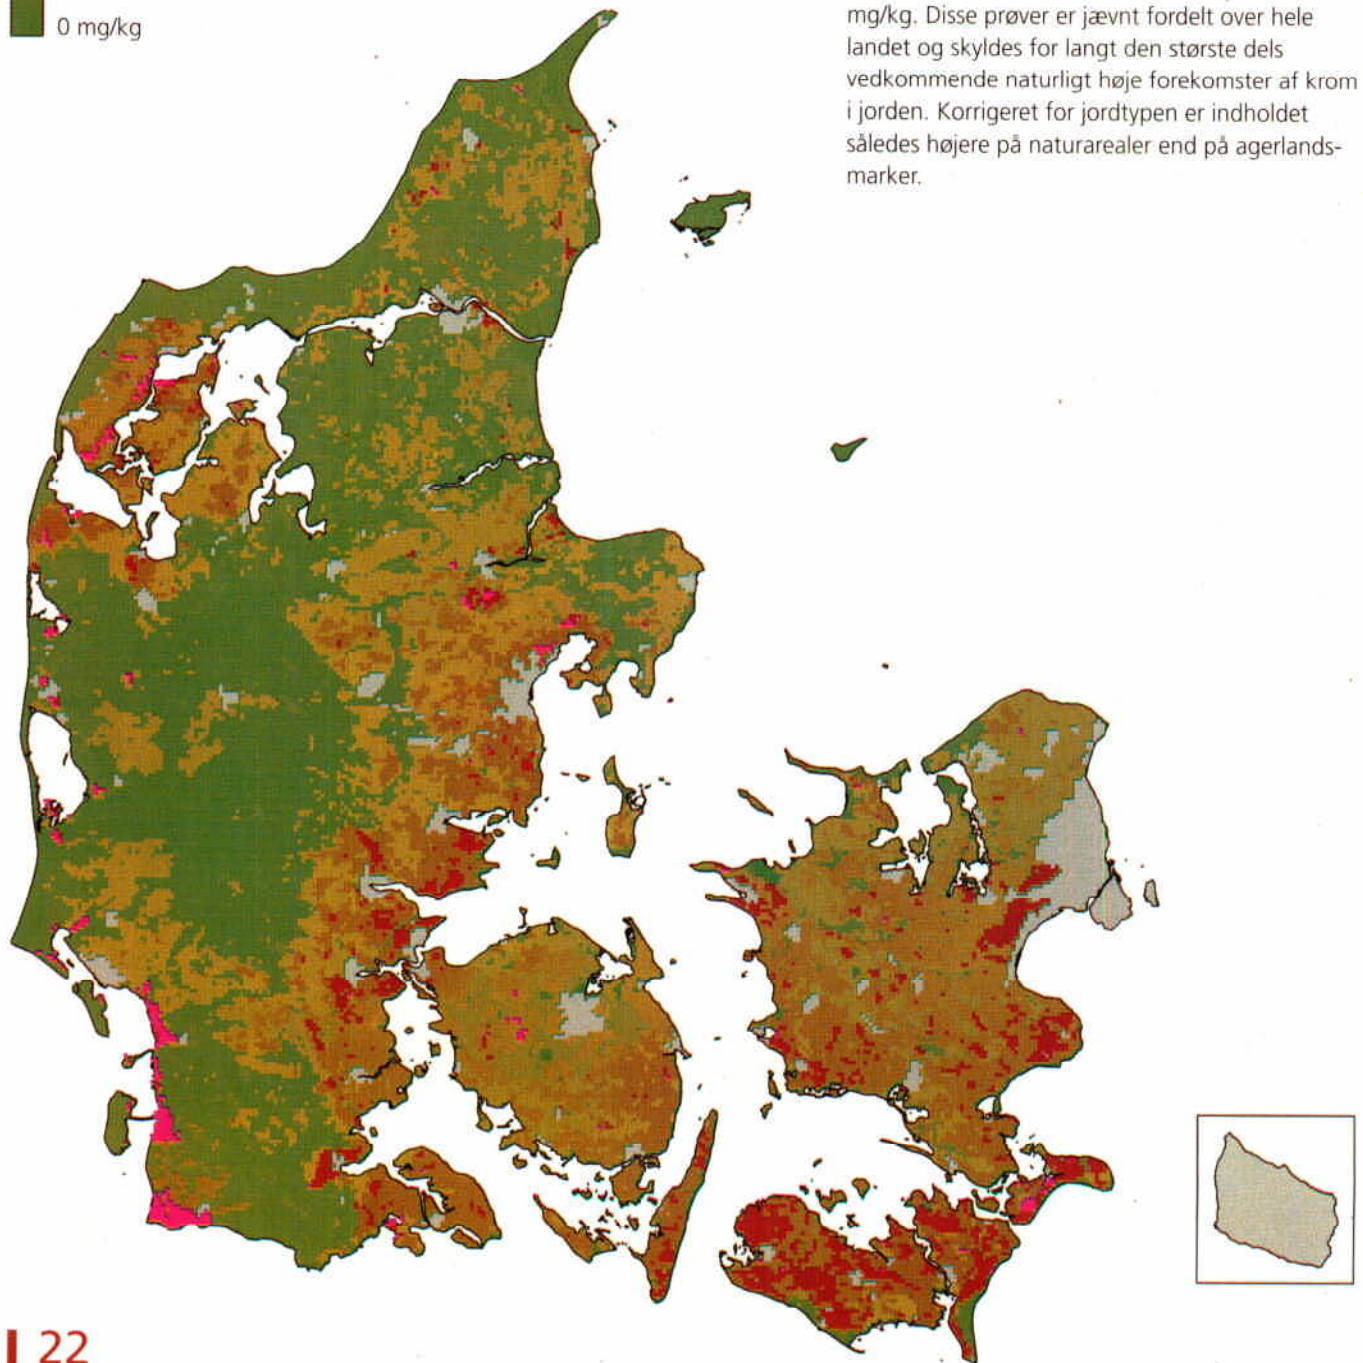 0 mg/kg
mg/kg. Disse prøver er jævnt fordelt over hele
landet og skyldes for langt den største dels
vedkommende naturligt høje forekomster af krom
i jorden. Korrigeret for jordtypen er indholdet
således højere på naturarealer end på agerlands-
marker.
22